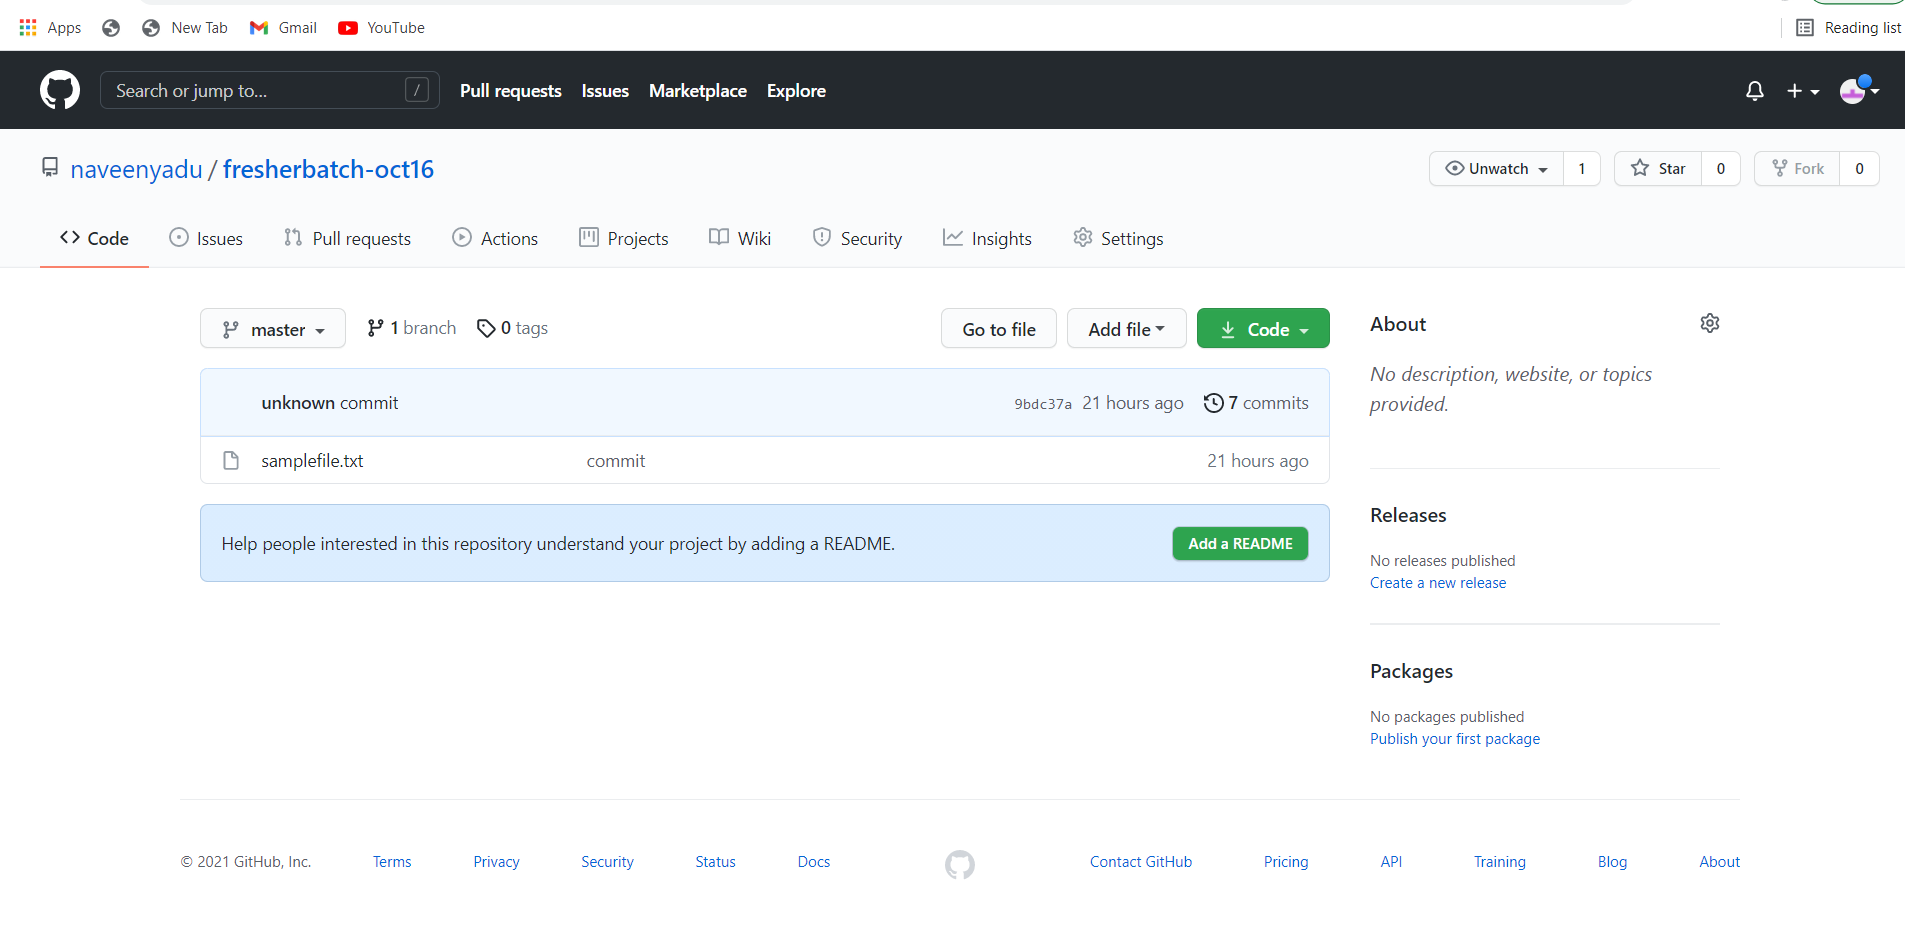 Apps New Tab Gmail YouTube Reading list
Search or jump to... / Pull requests Issues Marketplace Explore
naveenyadu / fresherbatch-oct16 Unwatch 1 Star 0 Fork 0
Code Issues Pull requests Actions Projects Wiki Security Insights Settings
master 1 branch 0 tags Go to file Add file Code
unknown commit 9bdc37a 21 hours ago 7 commits
samplefile.txt commit 21 hours ago
Help people interested in this repository understand your project by adding a README. Add a README
About
No description, website, or topics
provided.
Releases
No releases published
Create a new release
Packages
No packages published
Publish your first package
© 2021 GitHub, Inc. Terms Privacy Security Status Docs Contact GitHub Pricing API Training Blog About